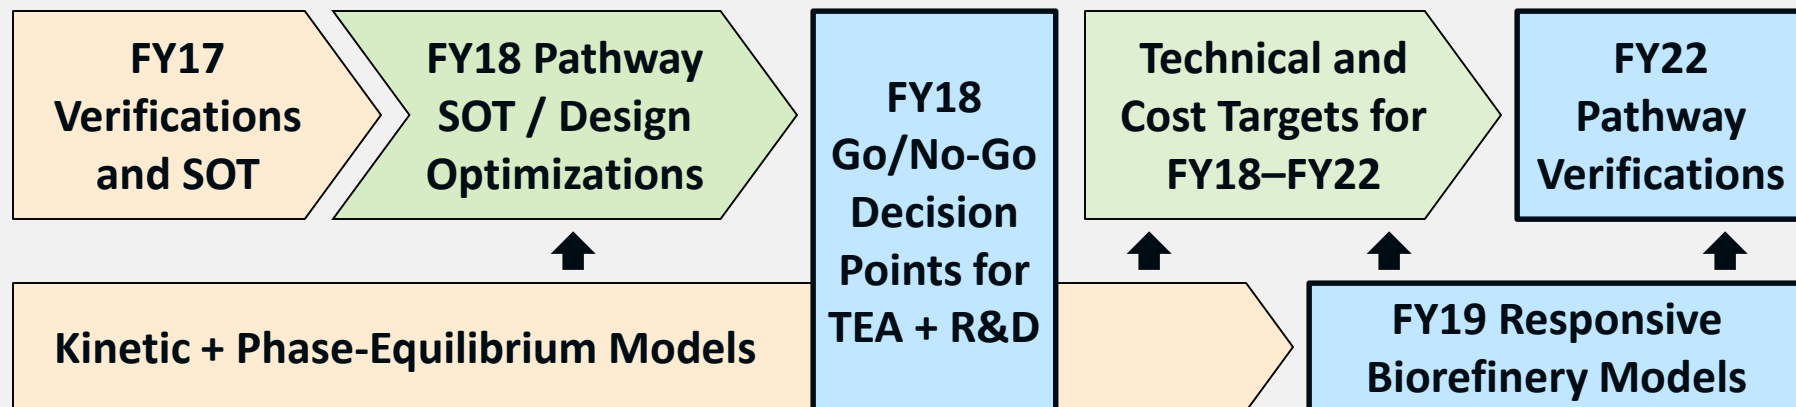 FY17
Verifications
and SOT
FY18 Pathway
SOT / Design
Optimizations
FY18
Go/No-Go
Decision
Points for
TEA + R&D
Technical and
Cost Targets for
FY18–FY22
FY22
Pathway
Verifications
Kinetic + Phase-Equilibrium Models
FY19 Responsive
Biorefinery Models